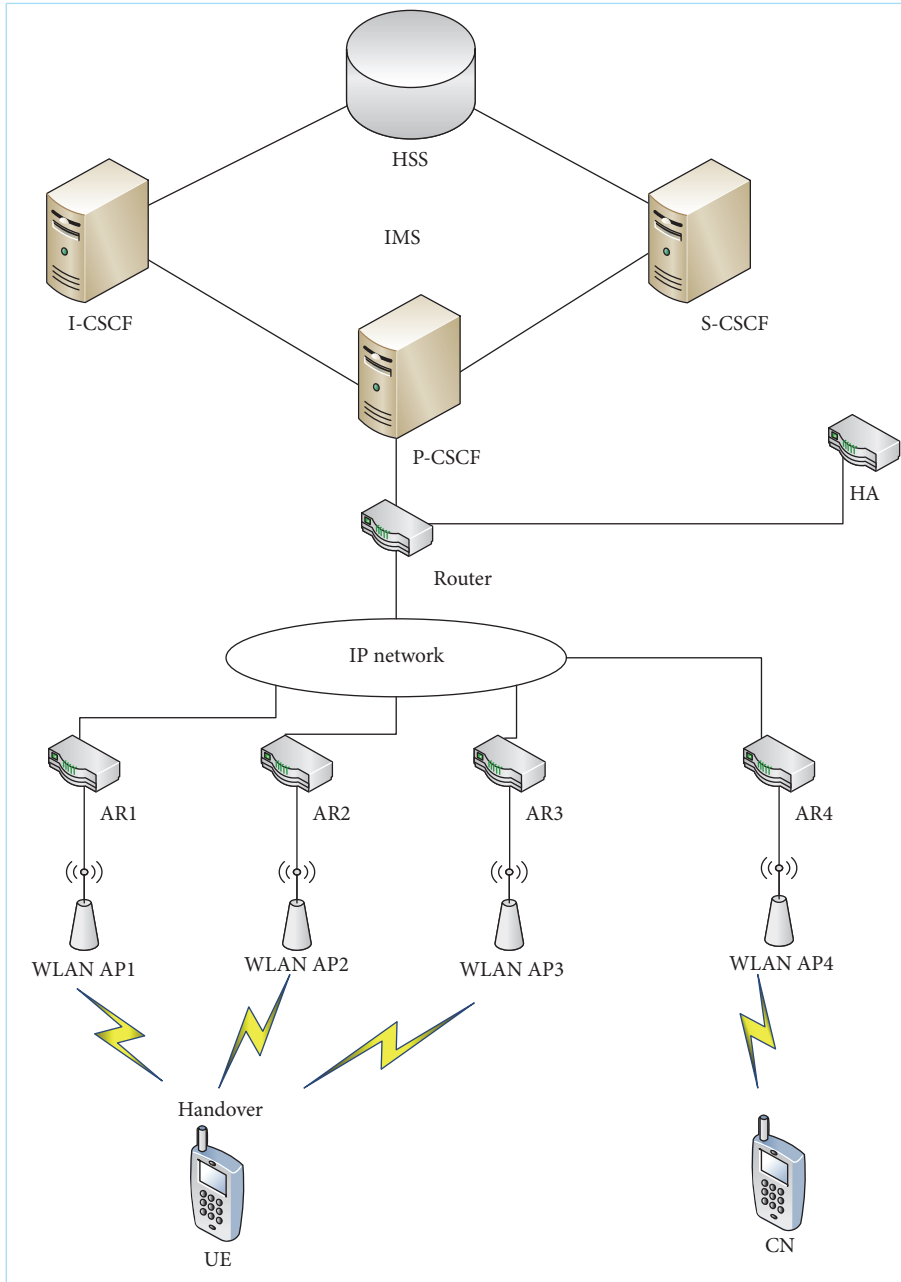 HSS
IMS
I-CSCF
S-CSCF
P-CSCF
HA
Router
IP network
AR1
AR2
AR3
AR4
WLAN AP1
WLAN AP2
WLAN AP3
WLAN AP4
Handover
UE
CN